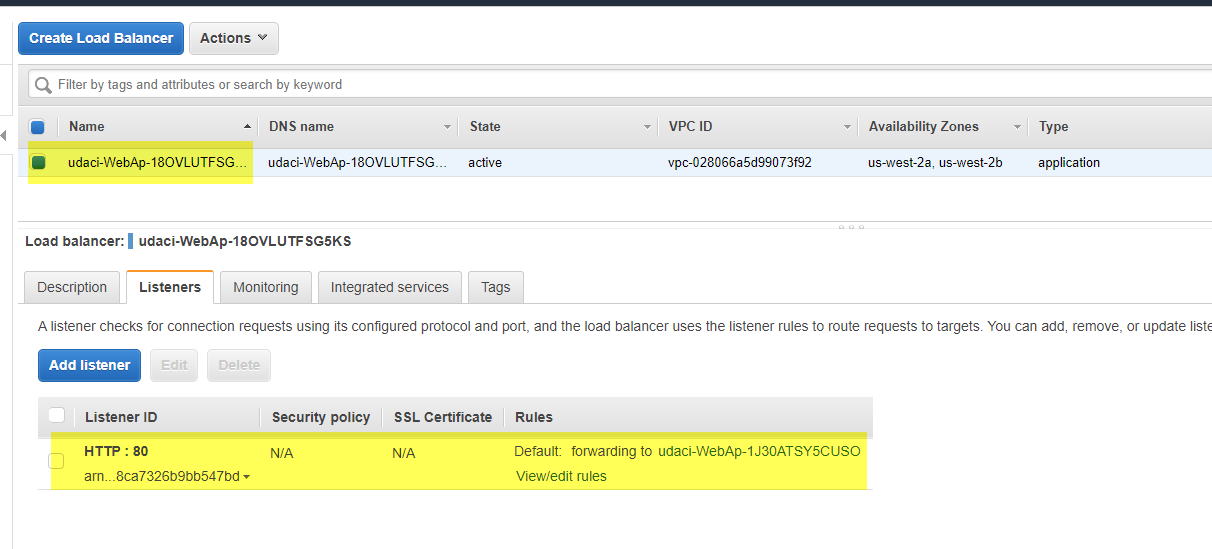 Create Load Balancer Actions
Filter by tags and attributes or search by keyword
Name DNS name State VPC ID Availability Zones Type
udaci-WebAp-18OVLUTFSG... udaci-WebAp-18OVLUTFSG... active vpc-028066a5d99073f92 us-west-2a, us-west-2b application
Load balancer: udaci-WebAp-18OVLUTFSG5KS
Description Listeners Monitoring Integrated services Tags
A listener checks for connection requests using its configured protocol and port, and the load balancer uses the listener rules to route requests to targets. You can add, remove, or update liste
Add listener Edit Delete
Listener ID Security policy SSL Certificate Rules
HTTP : 80 N/A N/A Default: forwarding to udaci-WebAp-1J30ATSY5CUSO
arn...8ca7326b9bb547bd View/edit rules